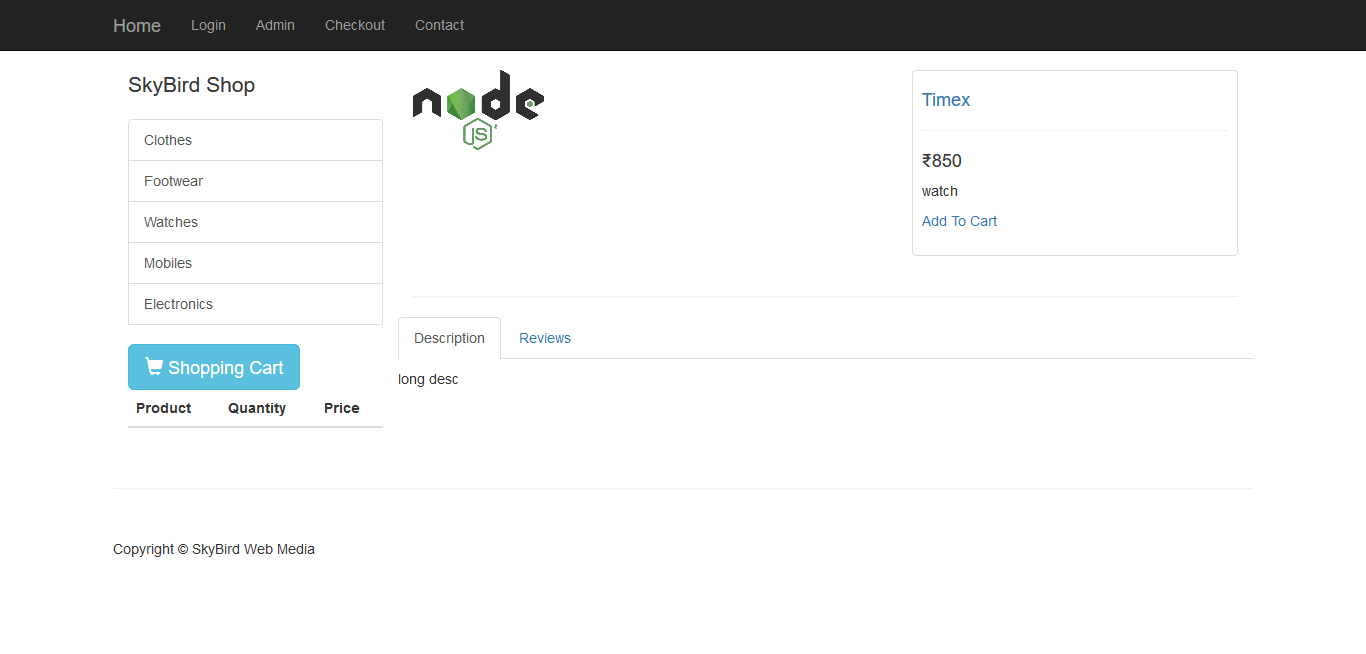 Home Login Admin Checkout Contact
SkyBird Shop
Clothes
Footwear
Watches
Mobiles
Electronics
Shopping Cart
Product Quantity Price
node
JS
Timex
₹850
watch
Add To Cart
Description Reviews
long desc
Copyright © SkyBird Web Media